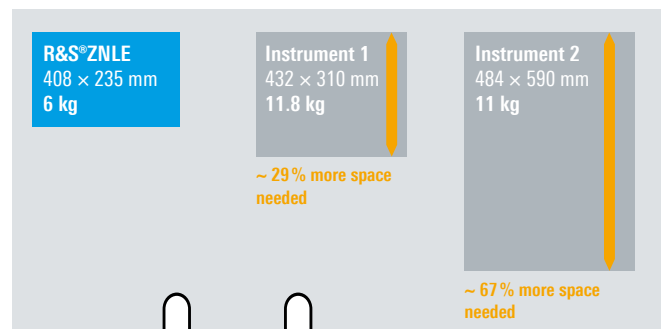 R&S®ZNLE
408 × 235 mm
6 kg
Instrument 1
432 × 310 mm
11.8 kg
~ 29 % more space
needed
Instrument 2
484 × 590 mm
11 kg
~ 67 % more space
needed